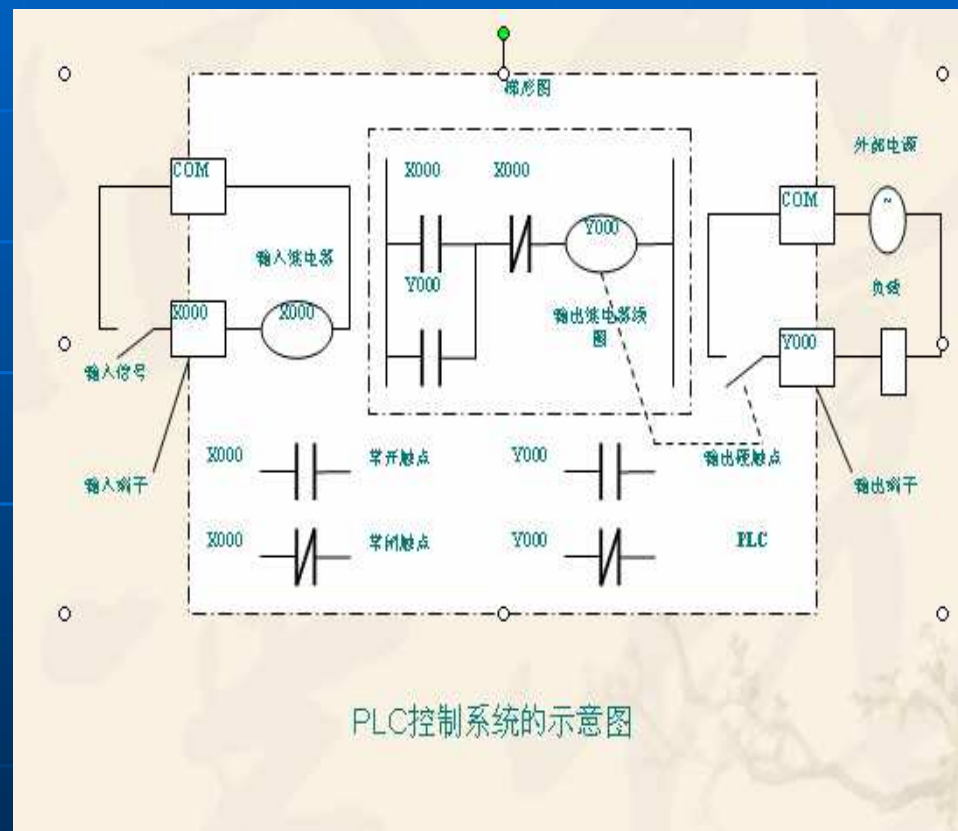 梯形图
COM
X000
X000
外部电源
COM
~
输入继电器
Y000
Y000
负载
X000
X000
输出继电器线
圈
Y000
输入信号
X000
常开触点
Y000
输出硬触点
输入端子
输出端子
X000
常闭触点
Y000
PLC
PLC控制系统的示意图